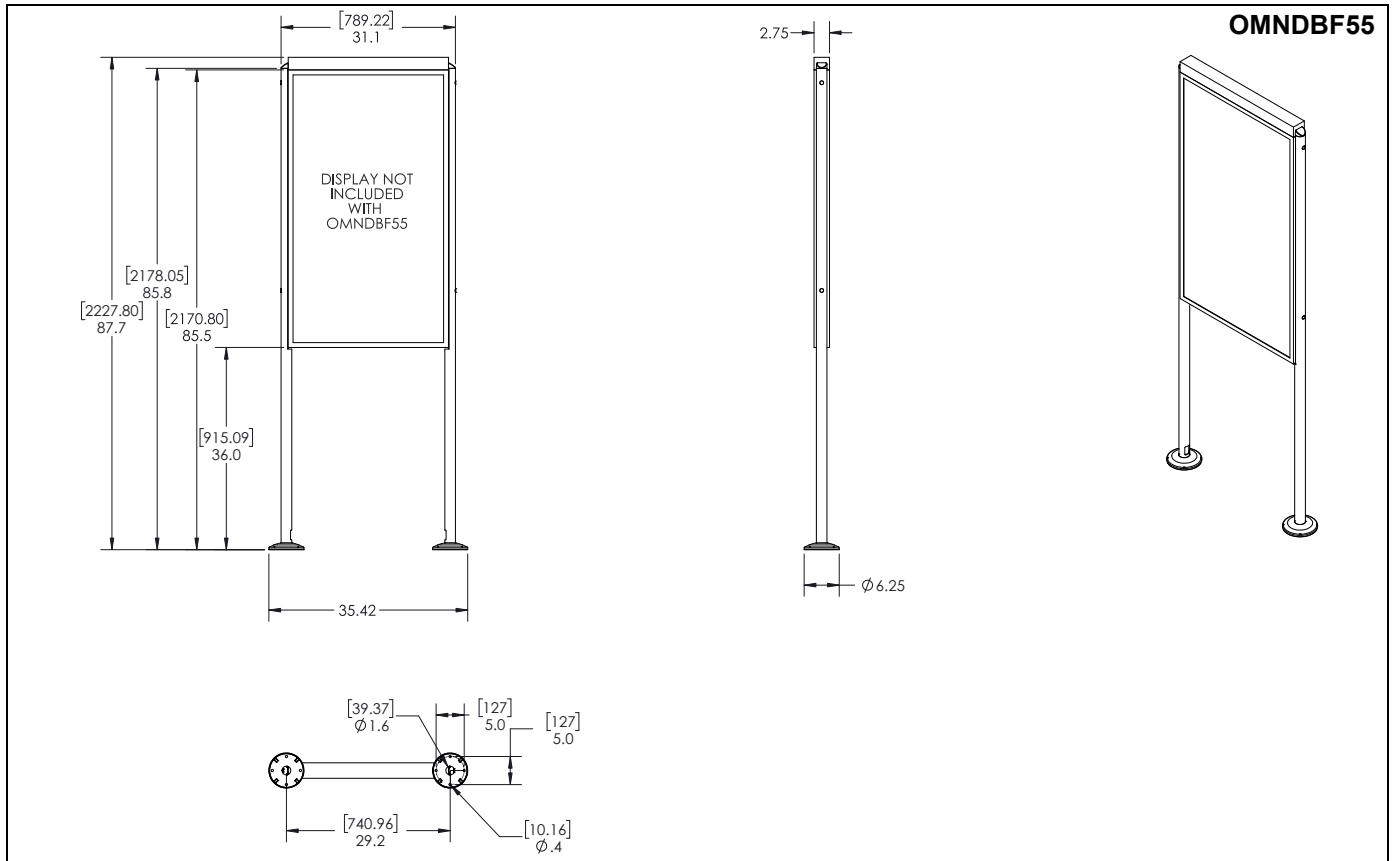 OMNDBF55
[789.22]
31.1
2.75
DISPLAY NOT
INCLUDED
WITH
OMNDBF55
[2178.05]
85.8
[2227.80]
87.7
[2170.80]
85.5
[915.09]
36.0
35.42
Ø6.25
[39.37]
Ø1.6
[127]
5.0
[127]
5.0
[740.96]
29.2
[10.16]
Ø.4